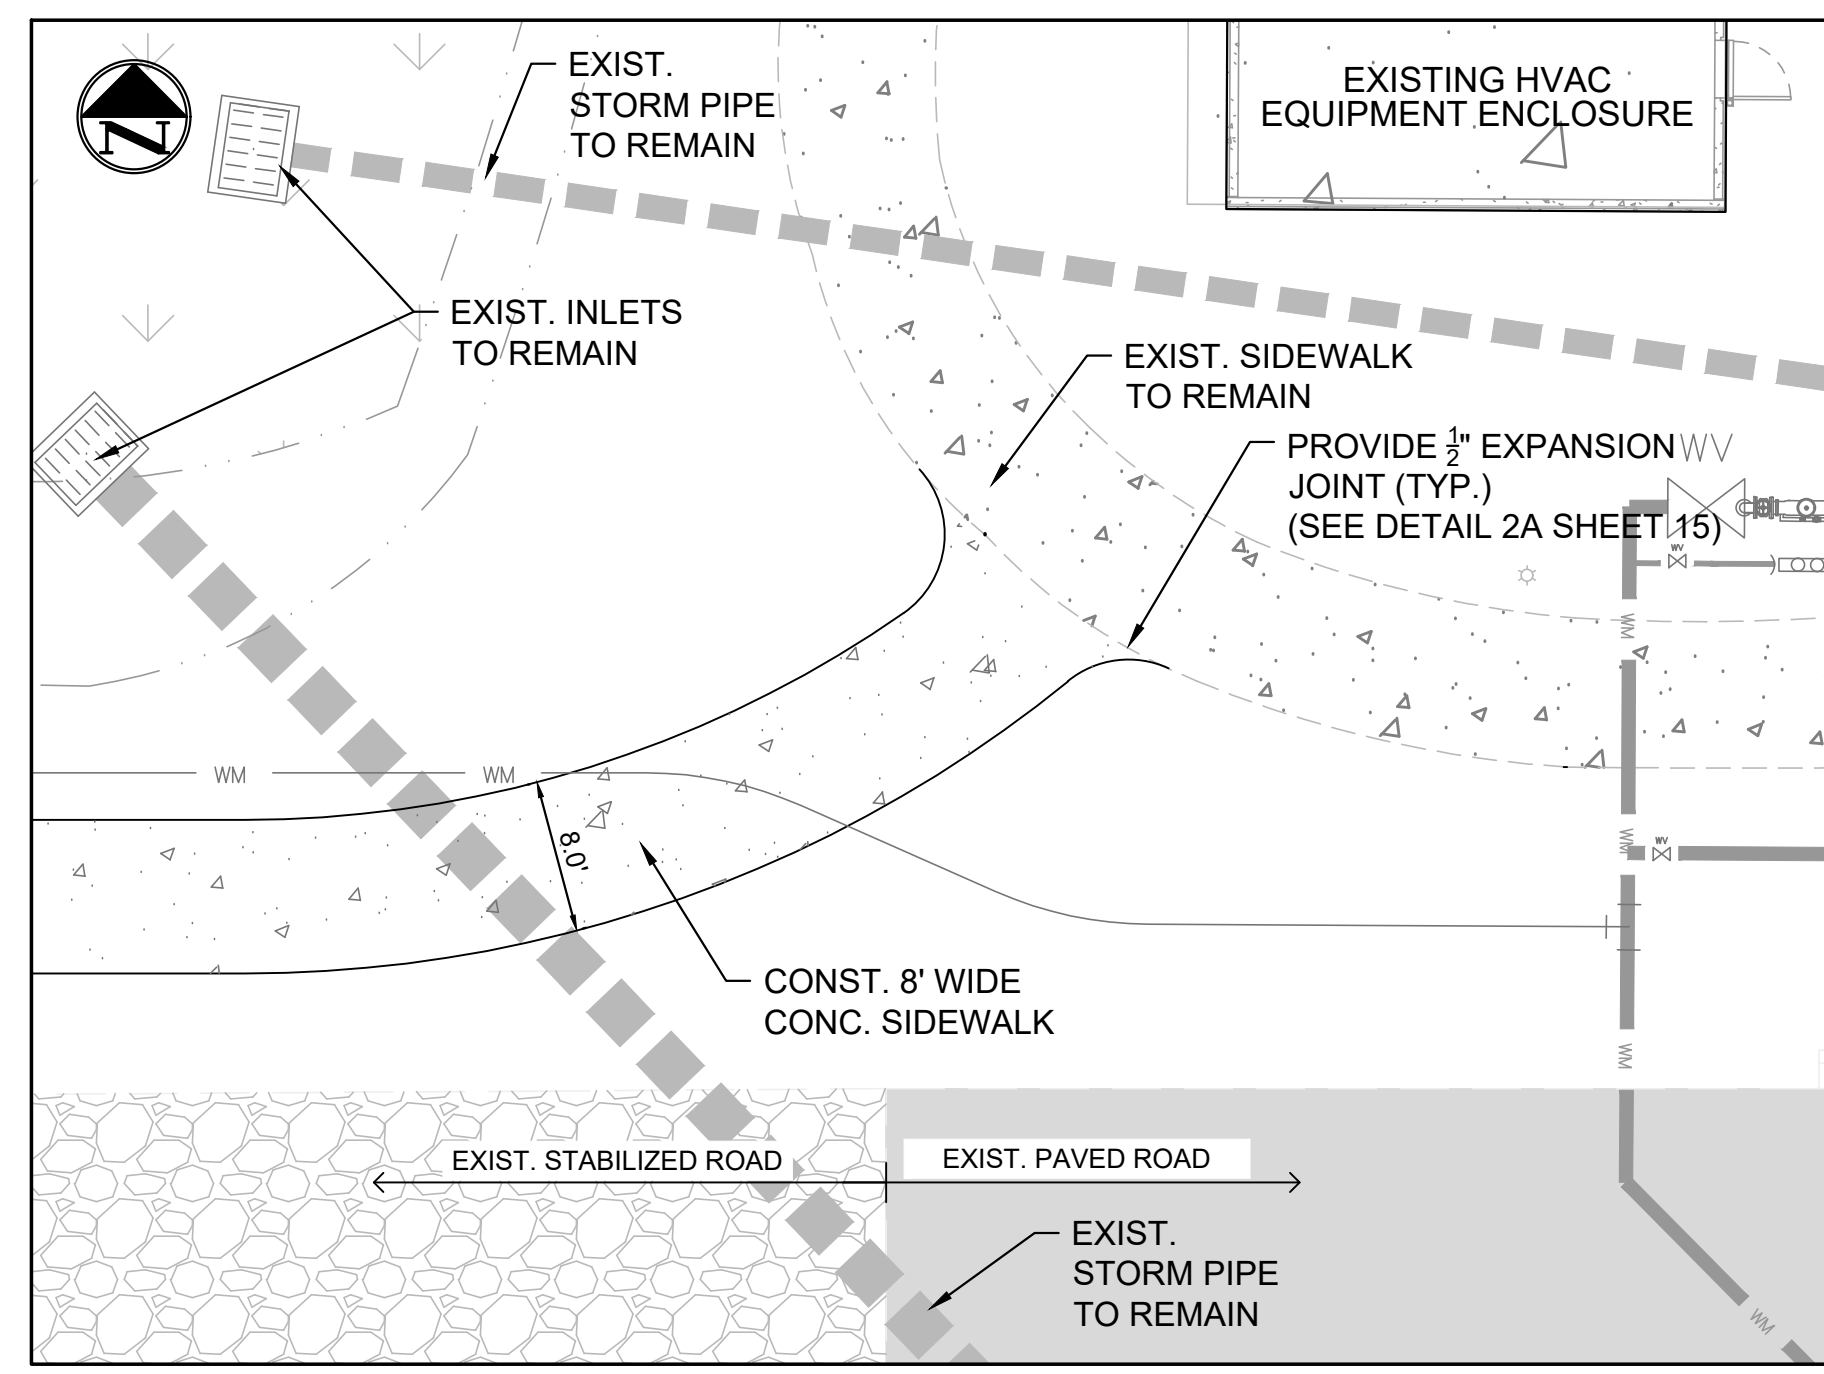 EXIST.
STORM PIPE
TO REMAIN
EXISTING HVAC
EQUIPMENT ENCLOSURE
N
EXIST. INLETS
TO REMAIN
EXIST. SIDEWALK
TO REMAIN
PROVIDE ½" EXPANSION
JOINT (TYP.)
(SEE DETAIL 2A SHEET 15)
WV
WV
WM
WM
WM
8.0'
WM
WV
CONST. 8' WIDE
CONC. SIDEWALK
WM
EXIST. STABILIZED ROAD
EXIST. PAVED ROAD
EXIST.
STORM PIPE
TO REMAIN
WM